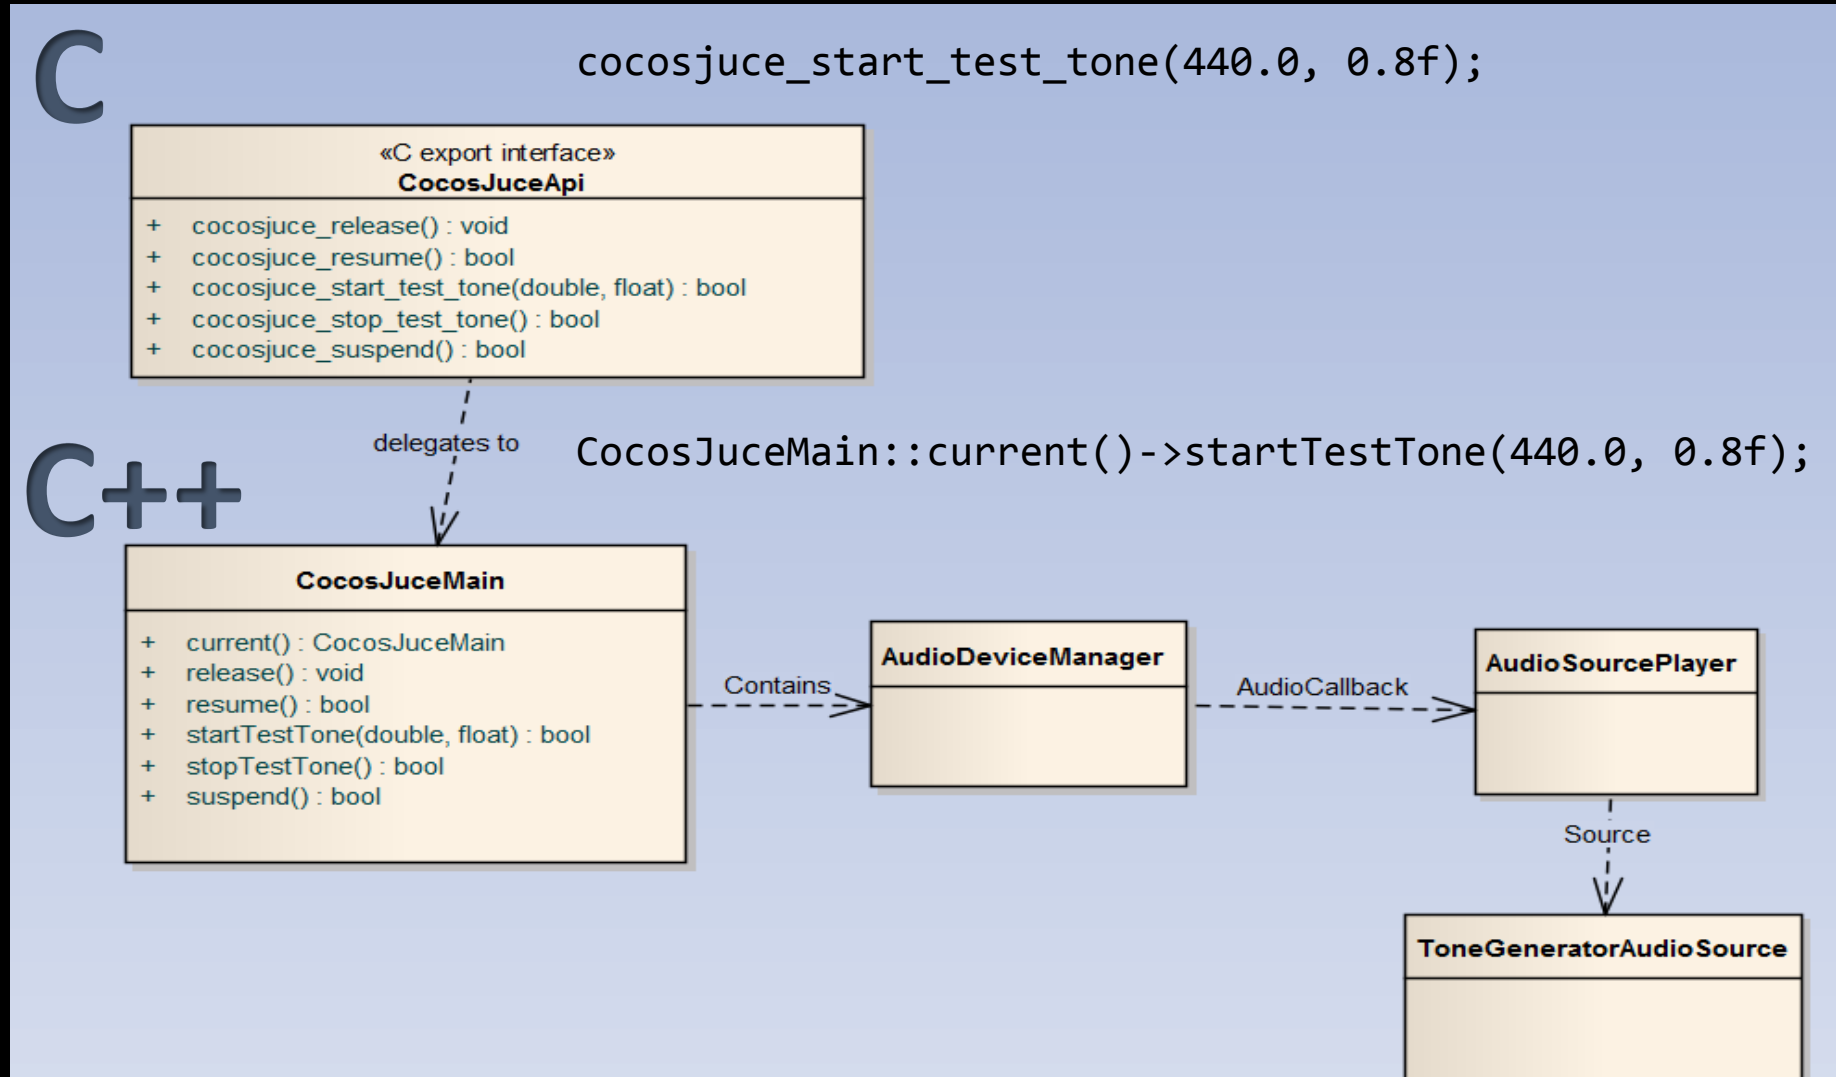 C
cocosjuce_start_test_tone(440.0, 0.8f);
«C export interface»
CocosJuceApi
+ cocosjuce_release() : void
+ cocosjuce_resume() : bool
+ cocosjuce_start_test_tone(double, float) : bool
+ cocosjuce_stop_test_tone() : bool
+ cocosjuce_suspend() : bool
delegates to
C++
CocosJuceMain::current()->startTestTone(440.0, 0.8f);
CocosJuceMain
+ current() : CocosJuceMain
+ release() : void
+ resume() : bool
+ startTestTone(double, float) : bool
+ stopTestTone() : bool
+ suspend() : bool
Contains
AudioDeviceManager
AudioCallback
AudioSourcePlayer
Source
ToneGeneratorAudioSource